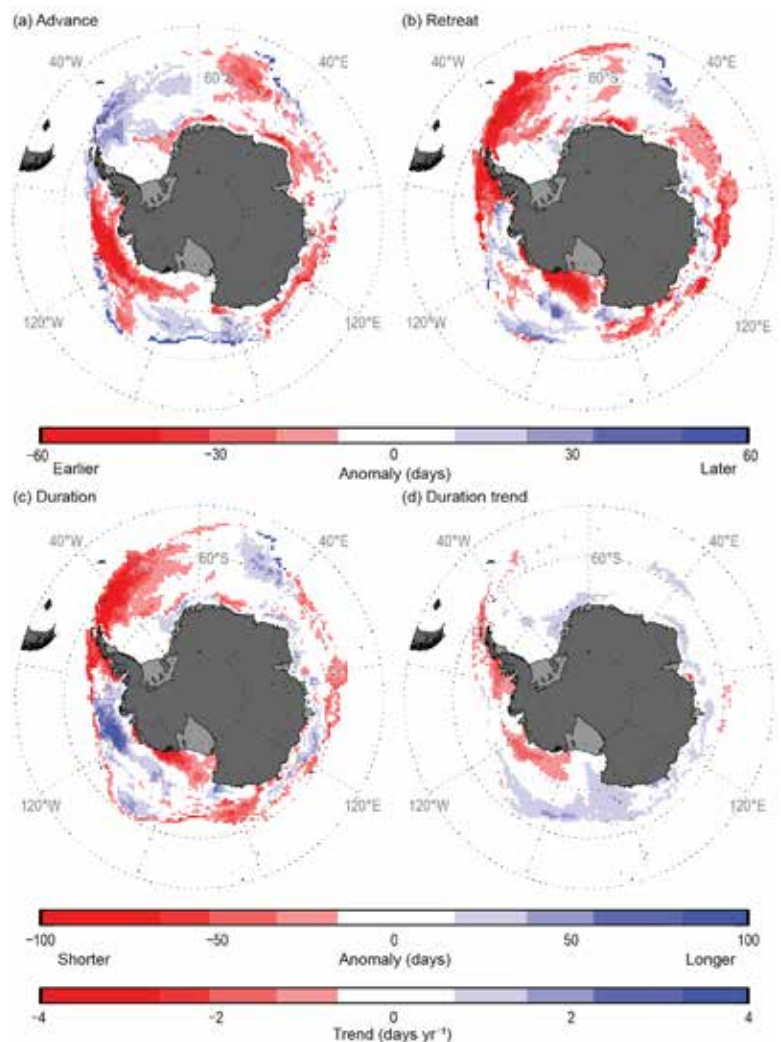 (a) Advance
(b) Retreat
40°W
60°S
40°E
40°W
60°S
40°E
120°W
120°E
120°W
120°E
−60
−30
0
30
60
Earlier
Anomaly (days)
Later
(c) Duration
(d) Duration trend
40°W
60°S
40°E
40°W
60°S
40°E
120°W
120°E
120°W
120°E
−100
−50
0
50
100
Shorter
Anomaly (days)
Longer
−4
−2
0
2
4
Trend (days yr⁻¹)